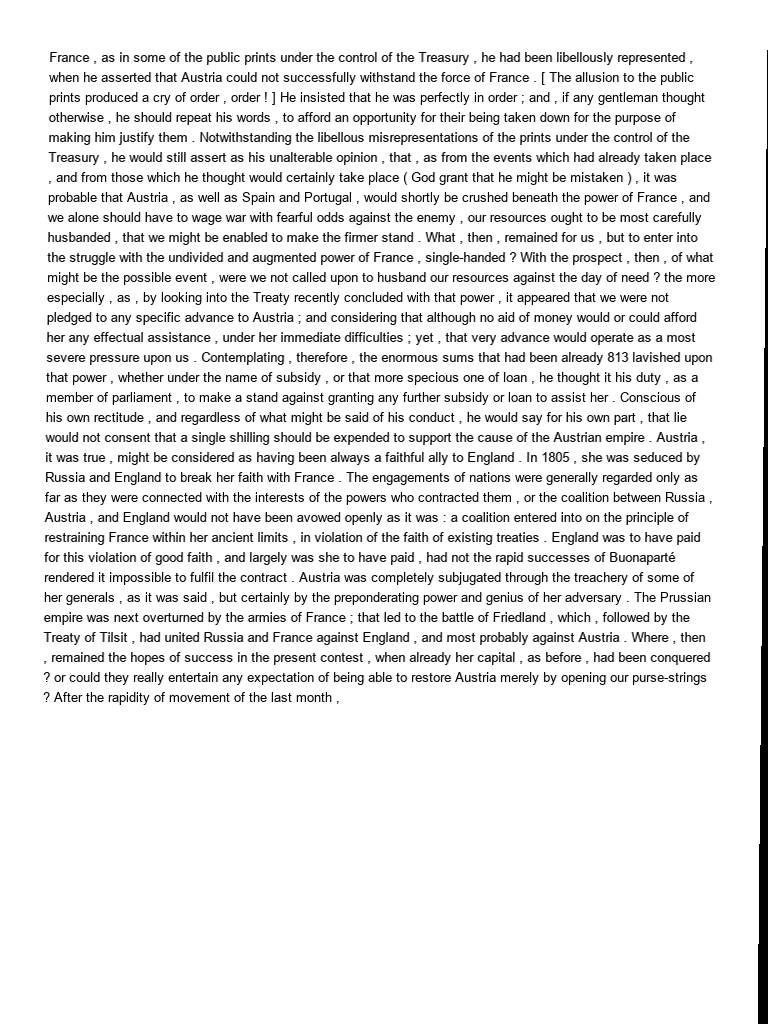 France , as in some of the public prints under the control of the Treasury , he had been libellously represented ,
when he asserted that Austria could not successfully withstand the force of France . [ The allusion to the public
prints produced a cry of order , order ! ] He insisted that he was perfectly in order ; and , if any gentleman thought
otherwise , he should repeat his words , to afford an opportunity for their being taken down for the purpose of
making him justify them . Notwithstanding the libellous misrepresentations of the prints under the control of the
Treasury , he would still assert as his unalterable opinion , that , as from the events which had already taken place
, and from those which he thought would certainly take place ( God grant that he might be mistaken ) , it was
probable that Austria , as well as Spain and Portugal , would shortly be crushed beneath the power of France , and
we alone should have to wage war with fearful odds against the enemy , our resources ought to be most carefully
husbanded , that we might be enabled to make the firmer stand . What , then , remained for us , but to enter into
the struggle with the undivided and augmented power of France , single-handed ? With the prospect , then , of what
might be the possible event , were we not called upon to husband our resources against the day of need ? the more
especially , as , by looking into the Treaty recently concluded with that power , it appeared that we were not
pledged to any specific advance to Austria ; and considering that although no aid of money would or could afford
her any effectual assistance , under her immediate difficulties ; yet , that very advance would operate as a most
severe pressure upon us . Contemplating , therefore , the enormous sums that had been already 813 lavished upon
that power , whether under the name of subsidy , or that more specious one of loan , he thought it his duty , as a
member of parliament , to make a stand against granting any further subsidy or loan to assist her . Conscious of
his own rectitude , and regardless of what might be said of his conduct , he would say for his own part , that lie
would not consent that a single shilling should be expended to support the cause of the Austrian empire . Austria ,
it was true , might be considered as having been always a faithful ally to England . In 1805 , she was seduced by
Russia and England to break her faith with France . The engagements of nations were generally regarded only as
far as they were connected with the interests of the powers who contracted them , or the coalition between Russia ,
Austria , and England would not have been avowed openly as it was : a coalition entered into on the principle of
restraining France within her ancient limits , in violation of the faith of existing treaties . England was to have paid
for this violation of good faith , and largely was she to have paid , had not the rapid successes of Buonaparté
rendered it impossible to fulfil the contract . Austria was completely subjugated through the treachery of some of
her generals , as it was said , but certainly by the preponderating power and genius of her adversary . The Prussian
empire was next overturned by the armies of France ; that led to the battle of Friedland , which , followed by the
Treaty of Tilsit , had united Russia and France against England , and most probably against Austria . Where , then
, remained the hopes of success in the present contest , when already her capital , as before , had been conquered
? or could they really entertain any expectation of being able to restore Austria merely by opening our purse-strings
? After the rapidity of movement of the last month ,